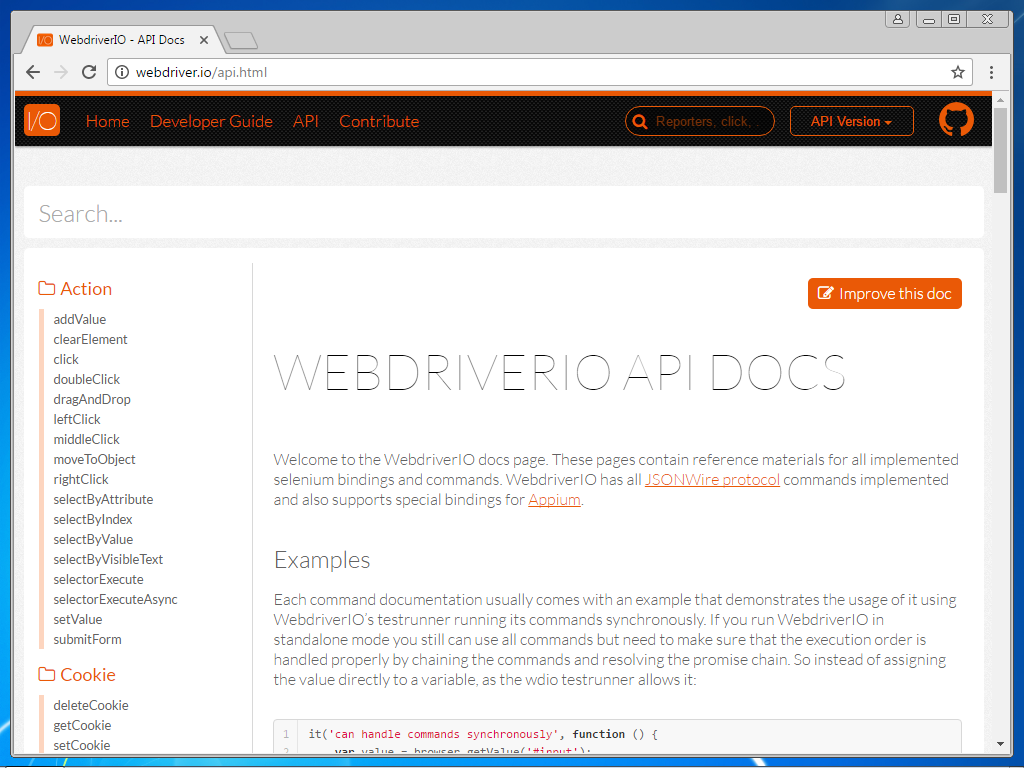 WebdriverIO - API Docs
webdriver.io/api.html
I/O Home Developer Guide API Contribute Reporters, click, API Version
Search...
Action
addValue
clearElement
click
doubleClick
dragAndDrop
leftClick
middleClick
moveToObject
rightClick
selectByAttribute
selectByIndex
selectByValue
selectByVisibleText
selectorExecute
selectorExecuteAsync
setValue
submitForm
Cookie
deleteCookie
getCookie
setCookie
Improve this doc
WEBDRIVERIO API DOCS
Welcome to the WebdriverIO docs page. These pages contain reference materials for all implemented
selenium bindings and commands. WebdriverIO has all JSONWire protocol commands implemented
and also supports special bindings for Appium.
Examples
Each command documentation usually comes with an example that demonstrates the usage of it using
WebdriverIO's testrunner running its commands synchronously. If you run WebdriverIO in
standalone mode you still can use all commands but need to make sure that the execution order is
handled properly by chaining the commands and resolving the promise chain. So instead of assigning
the value directly to a variable, as the wdio testrunner allows it:
1 it('can handle commands synchronously', function () {
2 var value = browser.getValue('#input');